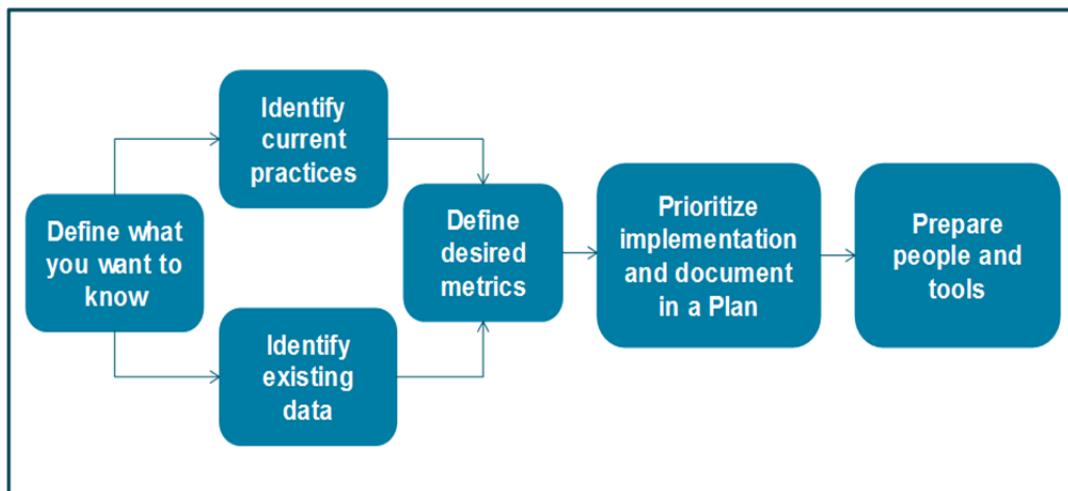 Identify
current
practices
Define what
you want to
know
Identify
existing
data
Define
desired
metrics
Prioritize
implementation
and document
in a Plan
Prepare
people and
tools